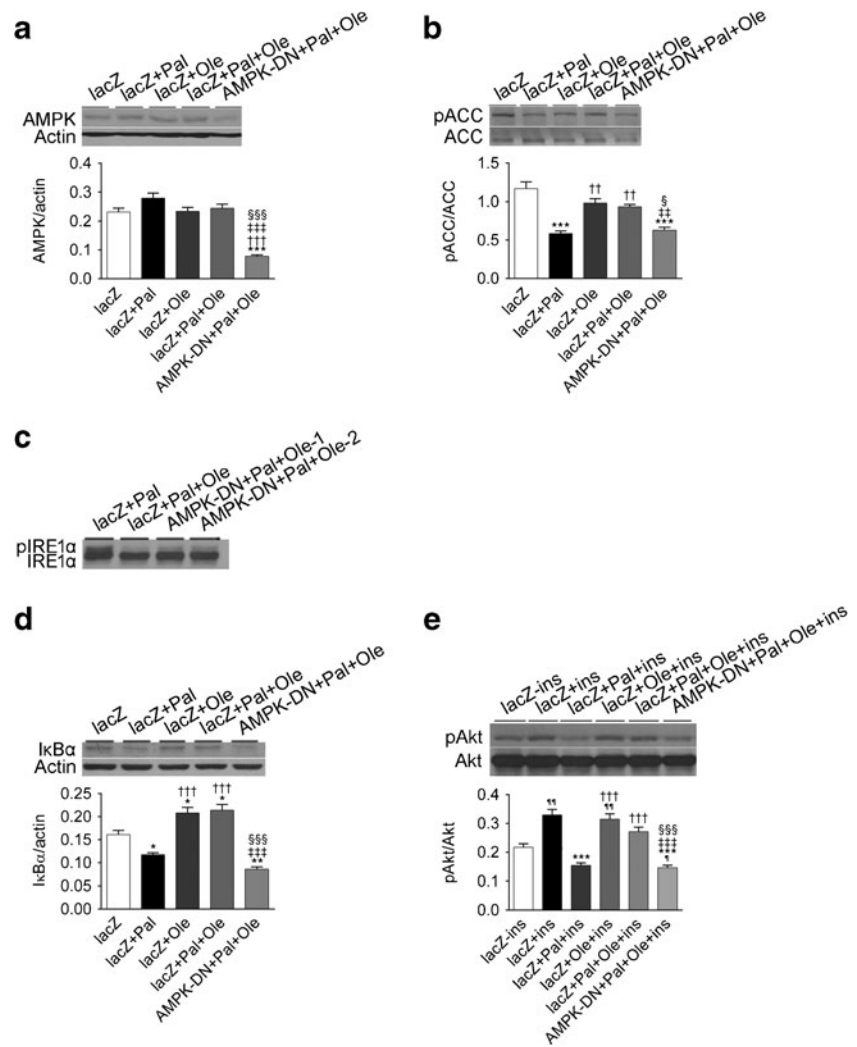 a
lacZ
lacZ+Pal
lacZ+Ole
lacZ+Pal+Ole
AMPK-DN+Pal+Ole
AMPK
Actin
AMPK/actin
0.4
0.3
0.2
0.1
0.0
§§§
‡‡‡
†††
***
lacZ
lacZ+Pal
lacZ+Ole
lacZ+Pal+Ole
AMPK-DN+Pal+Ole
b
lacZ
lacZ+Pal
lacZ+Ole
lacZ+Pal+Ole
AMPK-DN+Pal+Ole
pACC
ACC
pACC/ACC
1.5
1.0
0.5
0.0
***
††
††
§
‡‡
***
lacZ
lacZ+Pal
lacZ+Ole
lacZ+Pal+Ole
AMPK-DN+Pal+Ole
c
lacZ+Pal
lacZ+Pal+Ole
AMPK-DN+Pal+Ole-1
AMPK-DN+Pal+Ole-2
pIRE1α
IRE1α
d
lacZ
lacZ+Pal
lacZ+Ole
lacZ+Pal+Ole
AMPK-DN+Pal+Ole
IκBα
Actin
IκBα/actin
0.25
0.20
0.15
0.10
0.05
0.00
*
†††
*
†††
*
§§§
‡‡‡
**
lacZ
lacZ+Pal
lacZ+Ole
lacZ+Pal+Ole
AMPK-DN+Pal+Ole
e
lacZ-ins
lacZ+ins
lacZ+Pal+ins
lacZ+Ole+ins
lacZ+Pal+Ole+ins
AMPK-DN+Pal+Ole+ins
pAkt
Akt
pAkt/Akt
0.4
0.3
0.2
0.1
0.0
¶¶
***
†††
¶¶
†††
§§§
‡‡‡
***
¶
lacZ-ins
lacZ+ins
lacZ+Pal+ins
lacZ+Ole+ins
lacZ+Pal+Ole+ins
AMPK-DN+Pal+Ole+ins